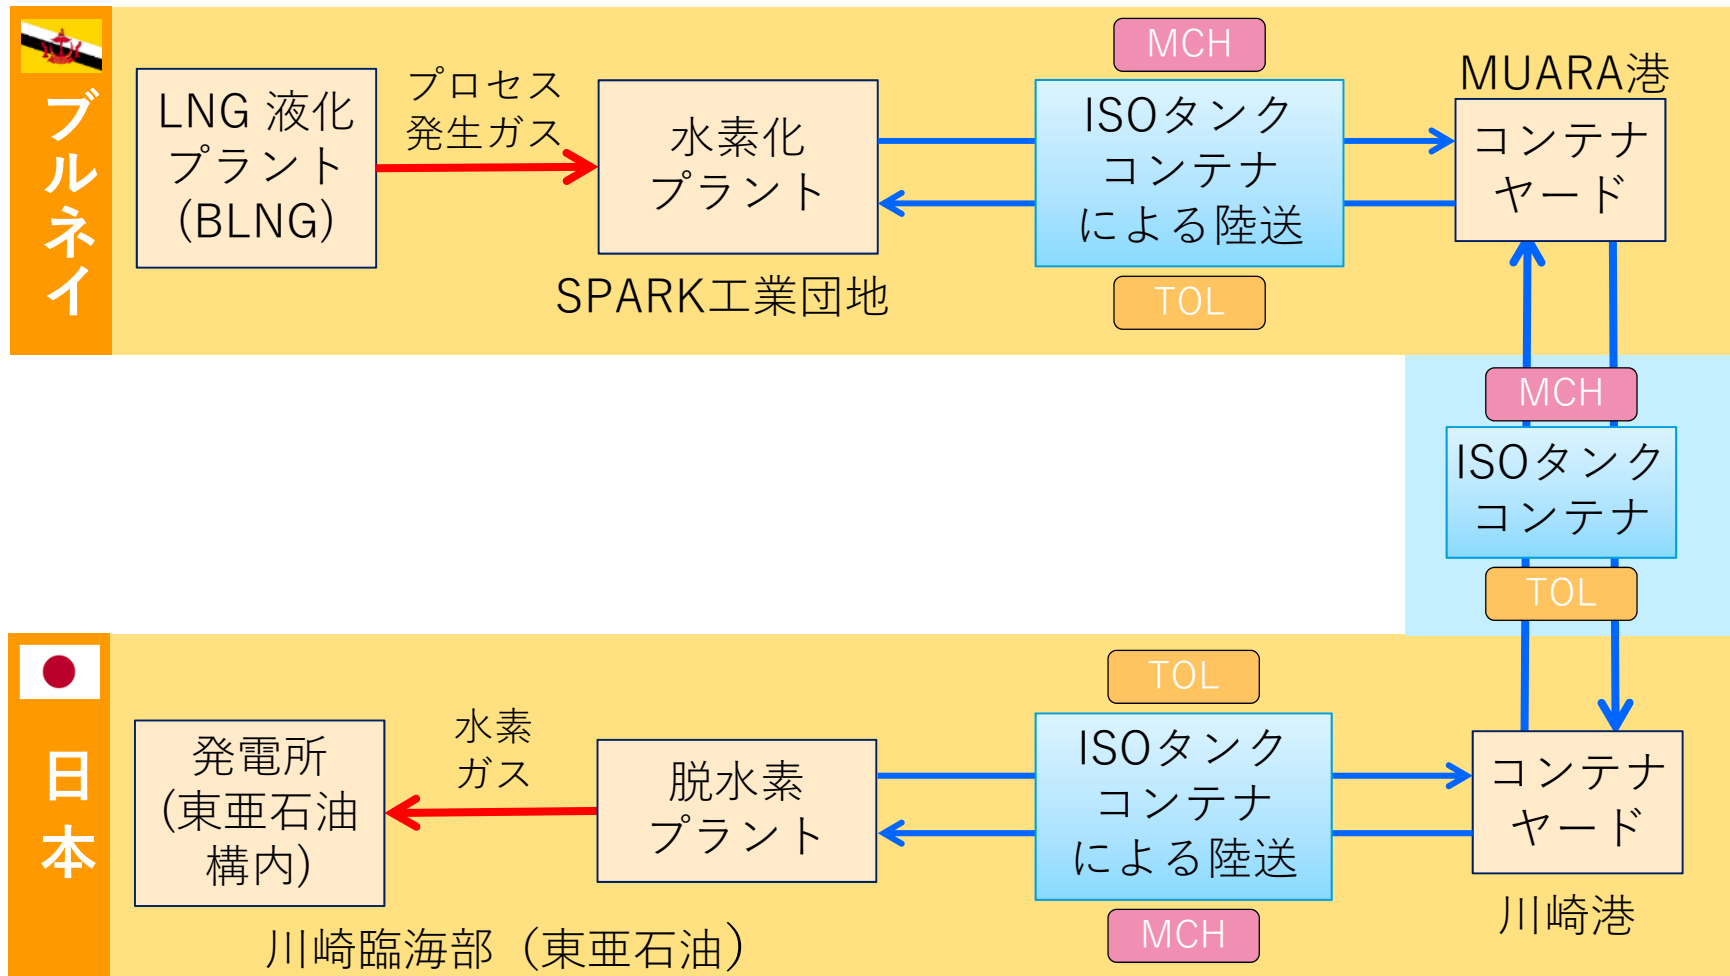 ブルネイ
LNG 液化
プラント
(BLNG)
プロセス
発生ガス
水素化
プラント
SPARK工業団地
MCH
ISOタンク
コンテナ
による陸送
TOL
MUARA港
コンテナ
ヤード
MCH
ISOタンク
コンテナ
TOL
日本
発電所
(東亜石油
構内)
水素
ガス
脱水素
プラント
川崎臨海部（東亜石油）
TOL
ISOタンク
コンテナ
による陸送
MCH
コンテナ
ヤード
川崎港